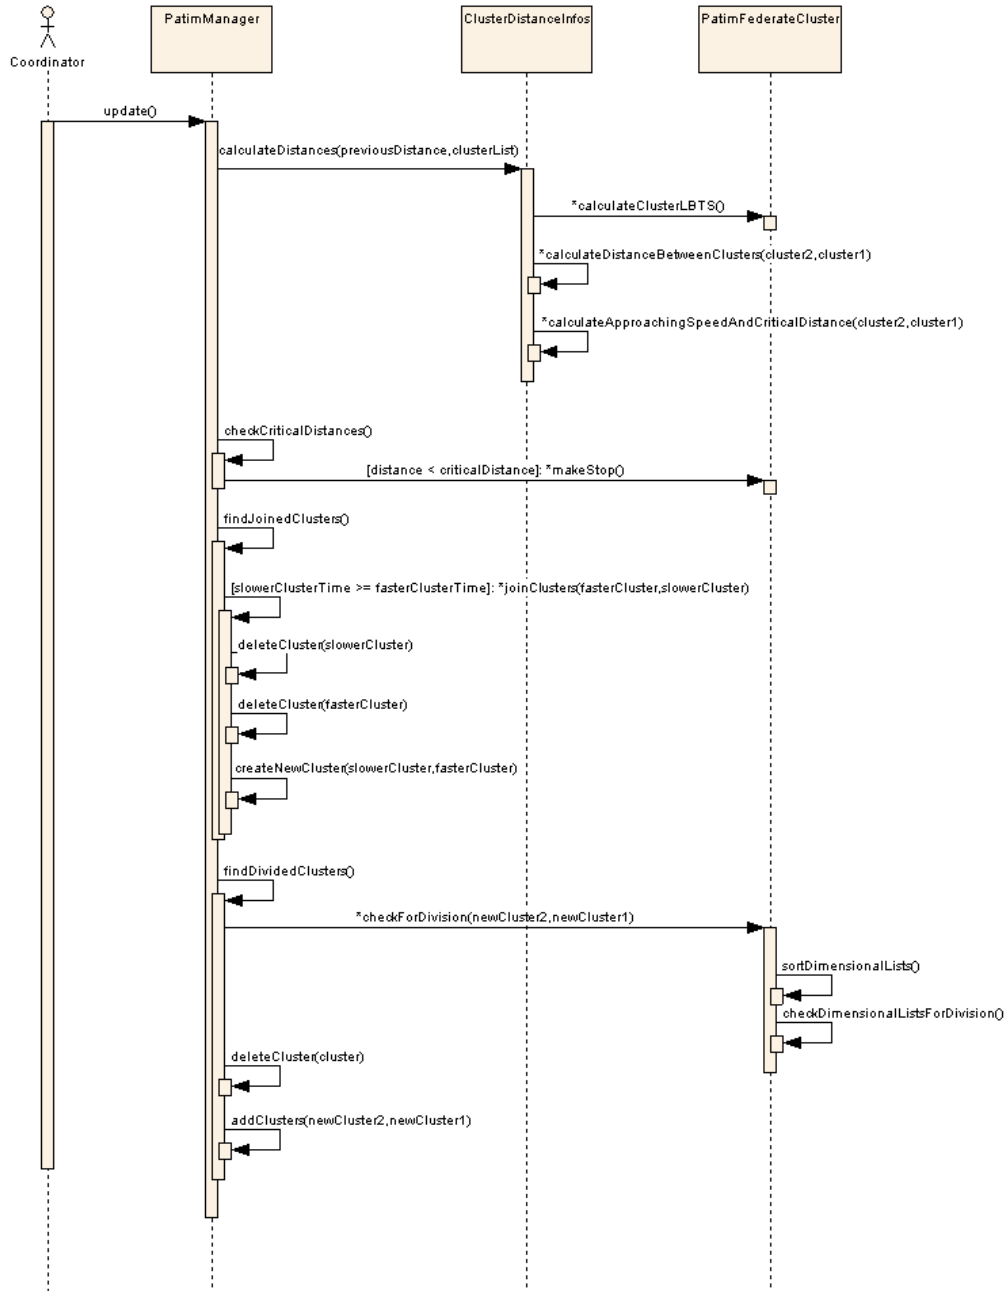 PatimManager
ClusterDistanceInfos
PatimFederateCluster
Coordinator
update()
calculateDistances(previousDistance,clusterList)
*calculateClusterLBTS()
*calculateDistanceBetweenClusters(cluster2,cluster1)
*calculateApproachingSpeedAndCriticalDistance(cluster2,cluster1)
checkCriticalDistances()
[distance < criticalDistance]: *makeStop()
findJoinedClusters()
[slowerClusterTime >= fasterClusterTime]: *joinClusters(fasterCluster,slowerCluster)
deleteCluster(slowerCluster)
deleteCluster(fasterCluster)
createNewCluster(slowerCluster,fasterCluster)
findDividedClusters()
*checkForDivision(newCluster2,newCluster1)
sortDimensionalLists()
checkDimensionalListsForDivision()
deleteCluster(cluster)
addClusters(newCluster2,newCluster1)